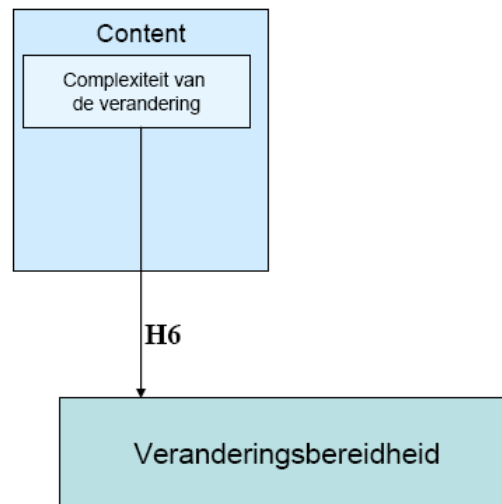 Content
Complexiteit van
de verandering
H6
Veranderingsbereidheid